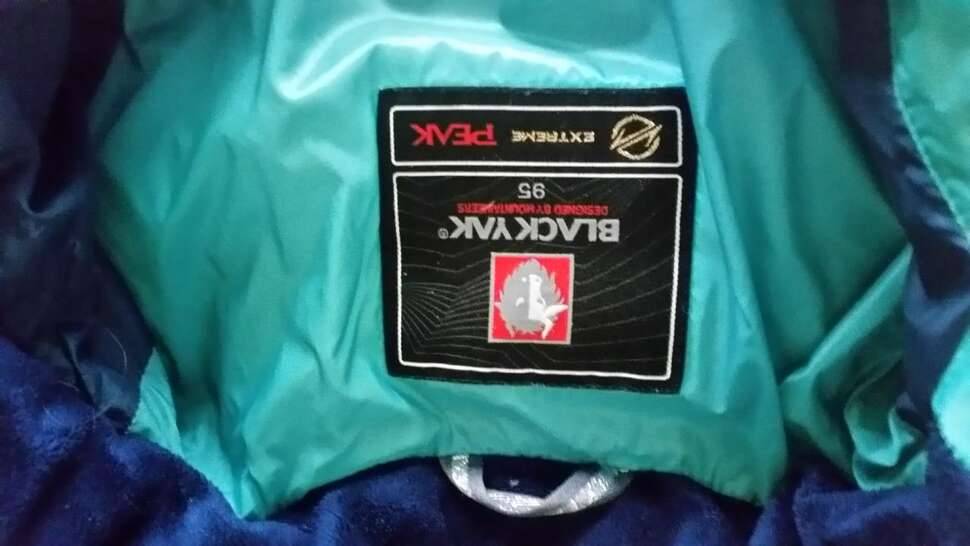 BLACKYAK®
DESIGNED BY MOUNTAINEERS
95
EXTREME PEAK